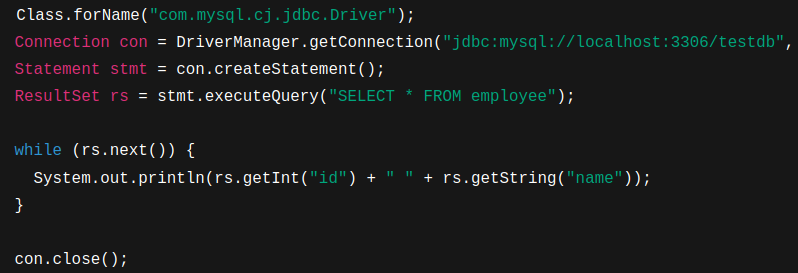 Class.forName("com.mysql.cj.jdbc.Driver");
Connection con = DriverManager.getConnection("jdbc:mysql://localhost:3306/testdb",
Statement stmt = con.createStatement();
ResultSet rs = stmt.executeQuery("SELECT * FROM employee");
while (rs.next()) {
System.out.println(rs.getInt("id") + " " + rs.getString("name"));
}
con.close();